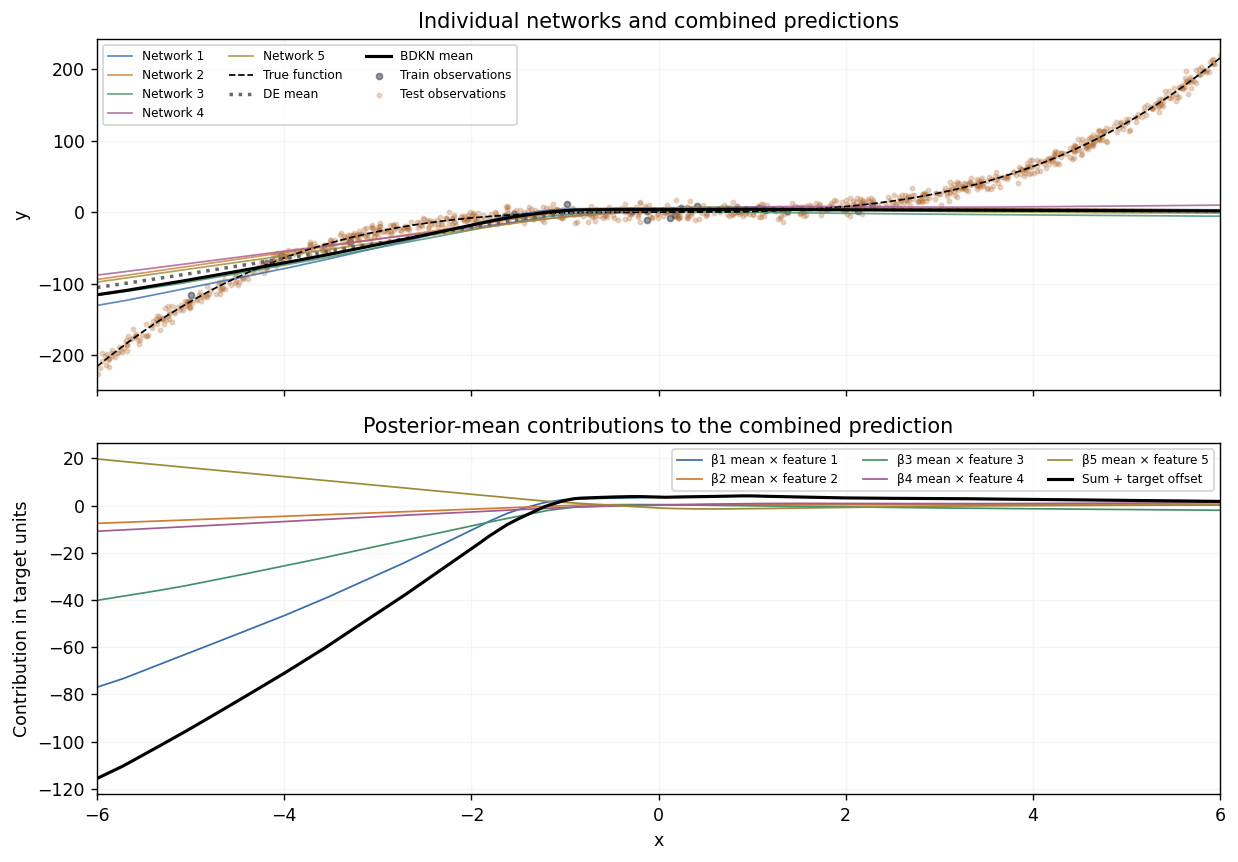 Individual networks and combined predictions
Network 1
Network 2
Network 3
Network 4
Network 5
True function
DE mean
BDKN mean
Train observations
Test observations
200
100
0
−100
−200
y
Posterior-mean contributions to the combined prediction
β1 mean × feature 1
β2 mean × feature 2
β3 mean × feature 3
β4 mean × feature 4
β5 mean × feature 5
Sum + target offset
20
0
−20
−40
−60
−80
−100
−120
Contribution in target units
−6
−4
−2
0
2
4
6
x